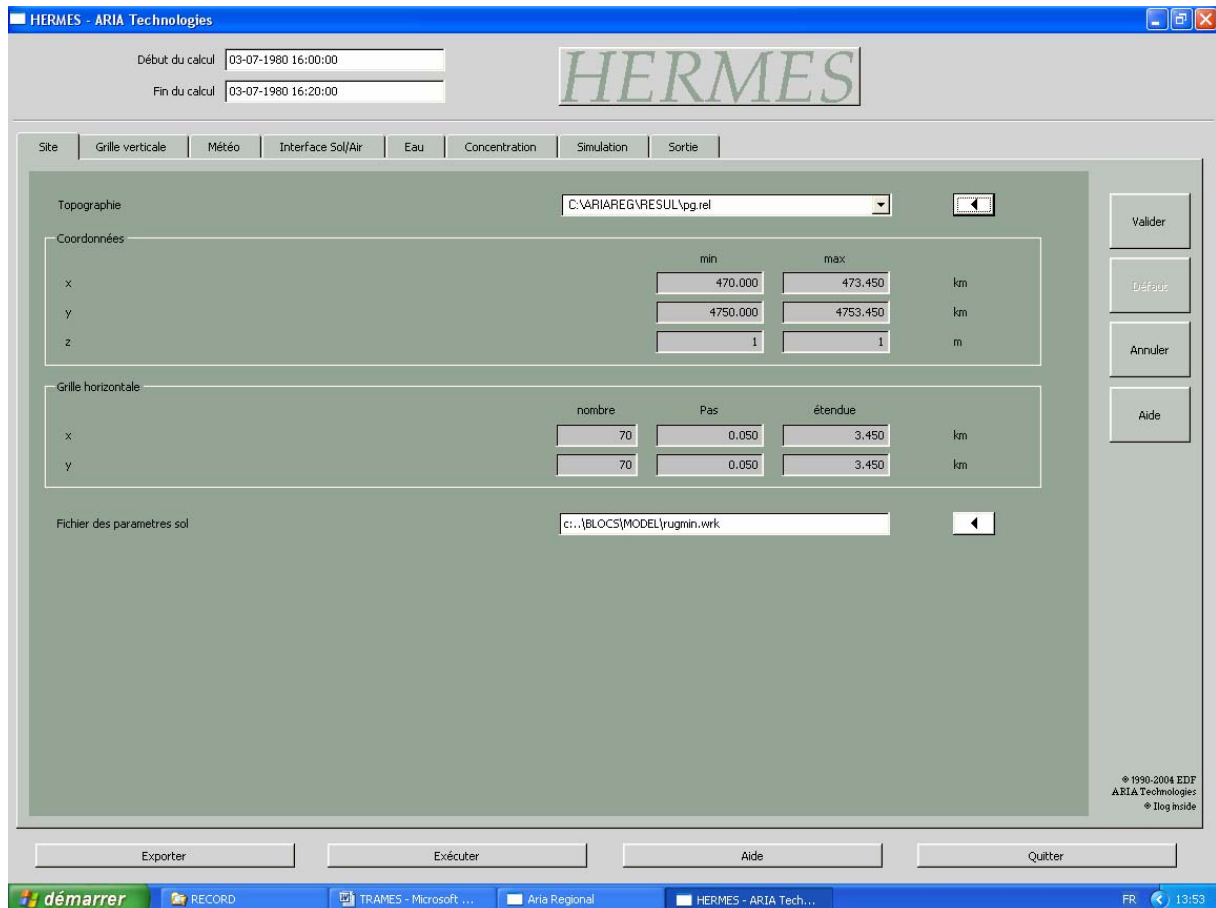 HERMES - ARIA Technologies
Début du calcul 03-07-1980 16:00:00
Fin du calcul 03-07-1980 16:20:00
HERMES
Site Grille verticale Météo Interface Sol/Air Eau Concentration Simulation Sortie
Topographie C:\ARIAREG\RESUL\pg.rel
Coordonnées
min max
x 470.000 473.450 km
y 4750.000 4753.450 km
z 1 1 m
Grille horizontale
nombre Pas étendue
x 70 0.050 3.450 km
y 70 0.050 3.450 km
Fichier des parametres sol c:..\BLOCS\MODEL\rugmin.wrk
Valider
Défaut
Annuler
Aide
© 1990-2004 EDF
ARIA Technologies
© Ilog inside
Exporter Exécuter Aide Quitter
démarrer RECORD TRAMES - Microsoft ... Aria Regional HERMES - ARIA Tech... FR 13:53